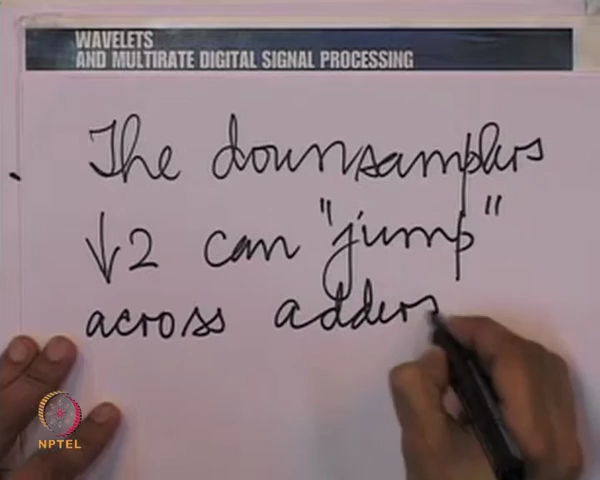 WAVELETS
AND MULTIRATE DIGITAL SIGNAL PROCESSING
The downsamplers
↓2 can "jump"
across adders
NPTEL